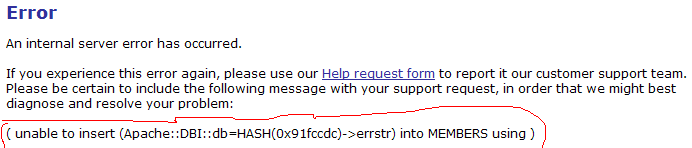 Error
An internal server error has occurred.
If you experience this error again, please use our Help request form to report it our customer support team.
Please be certain to include the following message with your support request, in order that we might best
diagnose and resolve your problem:
( unable to insert (Apache::DBI::db=HASH(0x91fccdc)->errstr) into MEMBERS using )